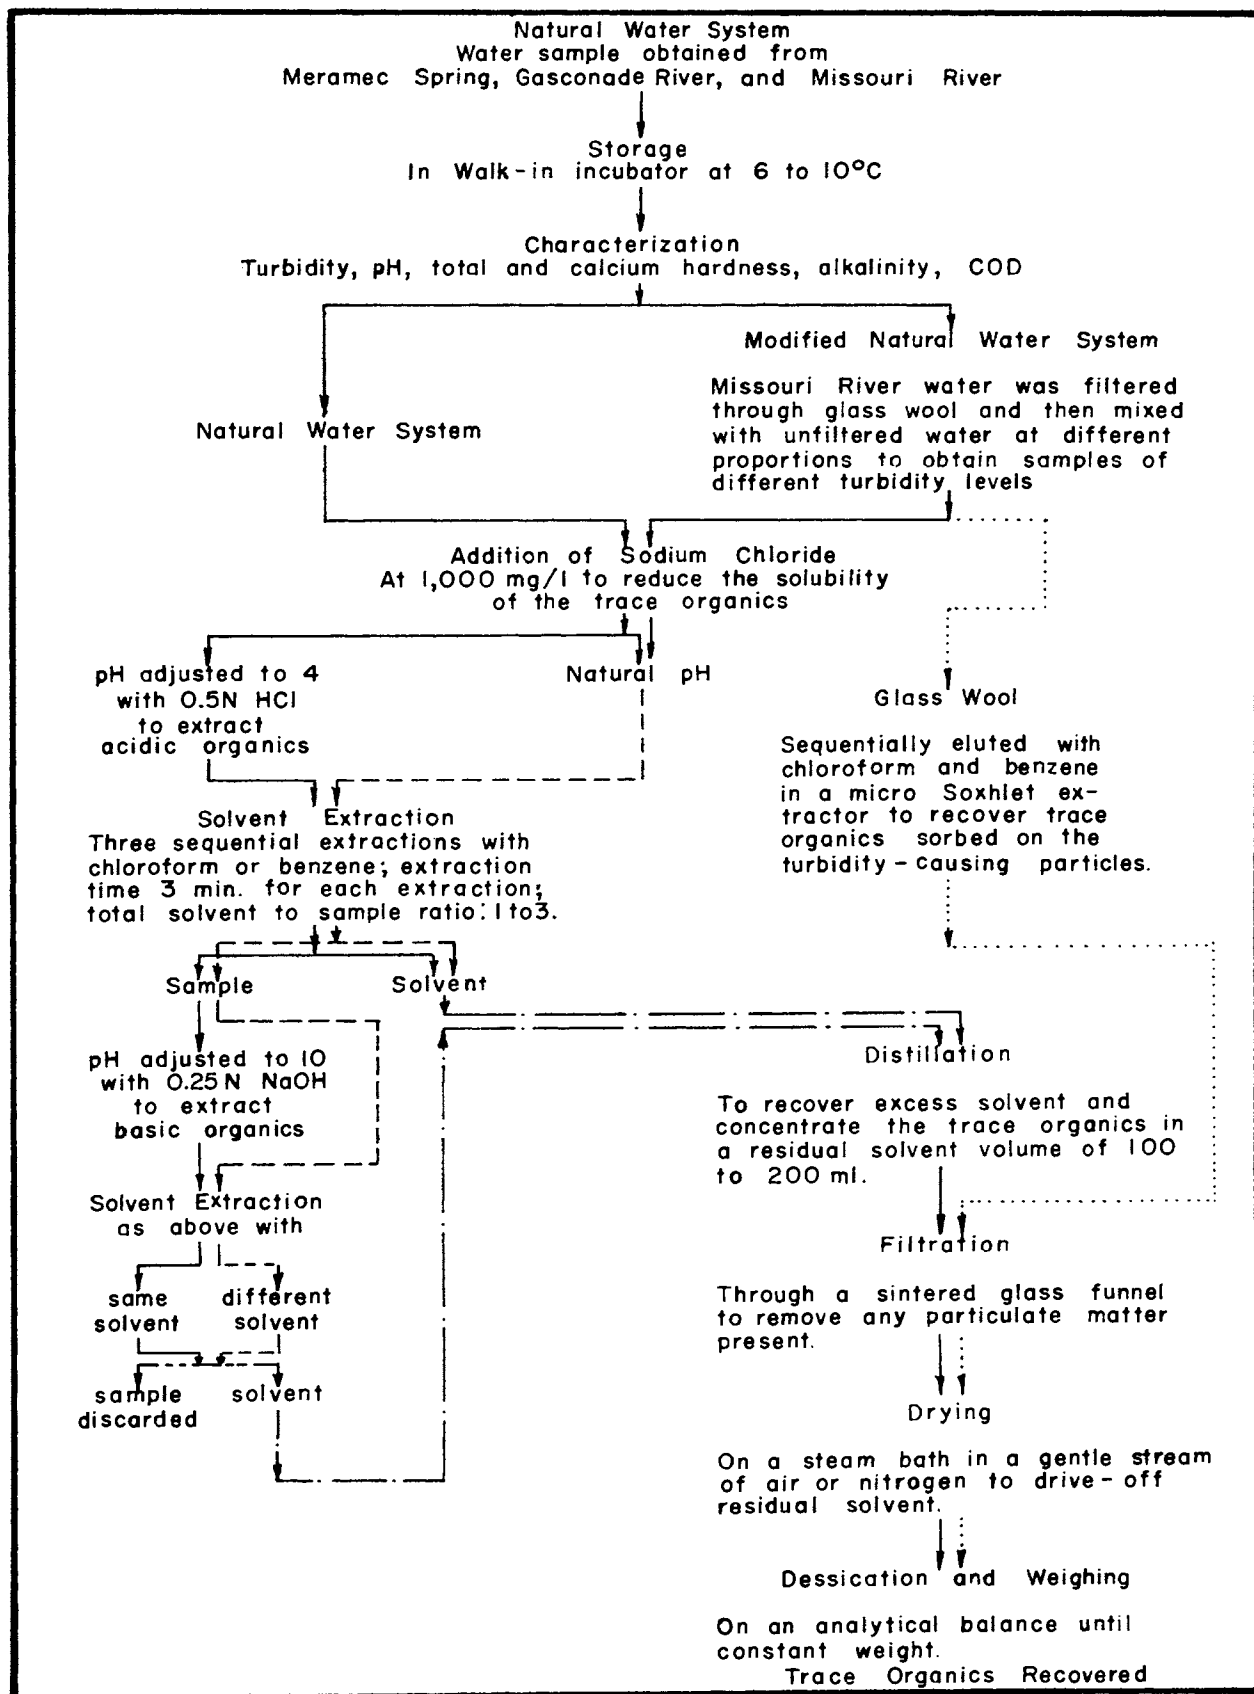 Natural Water System
Water sample obtained from
Meramec Spring, Gasconade River, and Missouri River
Storage
In Walk-in incubator at 6 to 10°C
Characterization
Turbidity, pH, total and calcium hardness, alkalinity, COD
Modified Natural Water System
Missouri River water was filtered
through glass wool and then mixed
with unfiltered water at different
proportions to obtain samples of
different turbidity levels
Natural Water System
Addition of Sodium Chloride
At 1,000 mg/l to reduce the solubility
of the trace organics
pH adjusted to 4
with 0.5N HCl
to extract
acidic organics
Natural pH
Glass Wool
Sequentially eluted with
chloroform and benzene
in a micro Soxhlet ex-
tractor to recover trace
organics sorbed on the
turbidity-causing particles.
Solvent Extraction
Three sequential extractions with
chloroform or benzene; extraction
time 3 min. for each extraction;
total solvent to sample ratio: 1 to 3.
Sample
Solvent
pH adjusted to 10
with 0.25 N NaOH
to extract
basic organics
Solvent Extraction
as above with
same
solvent
different
solvent
sample
discarded
solvent
Distillation
To recover excess solvent and
concentrate the trace organics in
a residual solvent volume of 100
to 200 ml.
Filtration
Through a sintered glass funnel
to remove any particulate matter
present.
Drying
On a steam bath in a gentle stream
of air or nitrogen to drive-off
residual solvent.
Dessication and Weighing
On an analytical balance until
constant weight.
Trace Organics Recovered